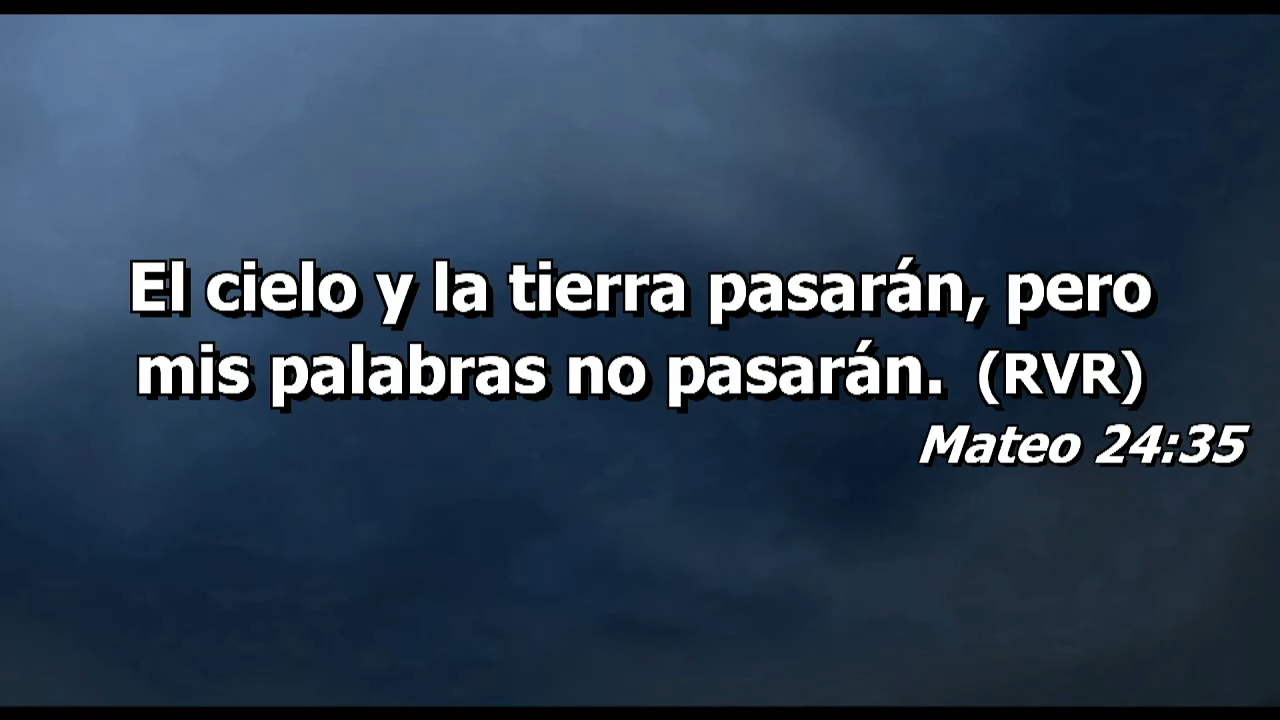 El cielo y la tierra pasarán, pero
mis palabras no pasarán. (RVR)
Mateo 24:35